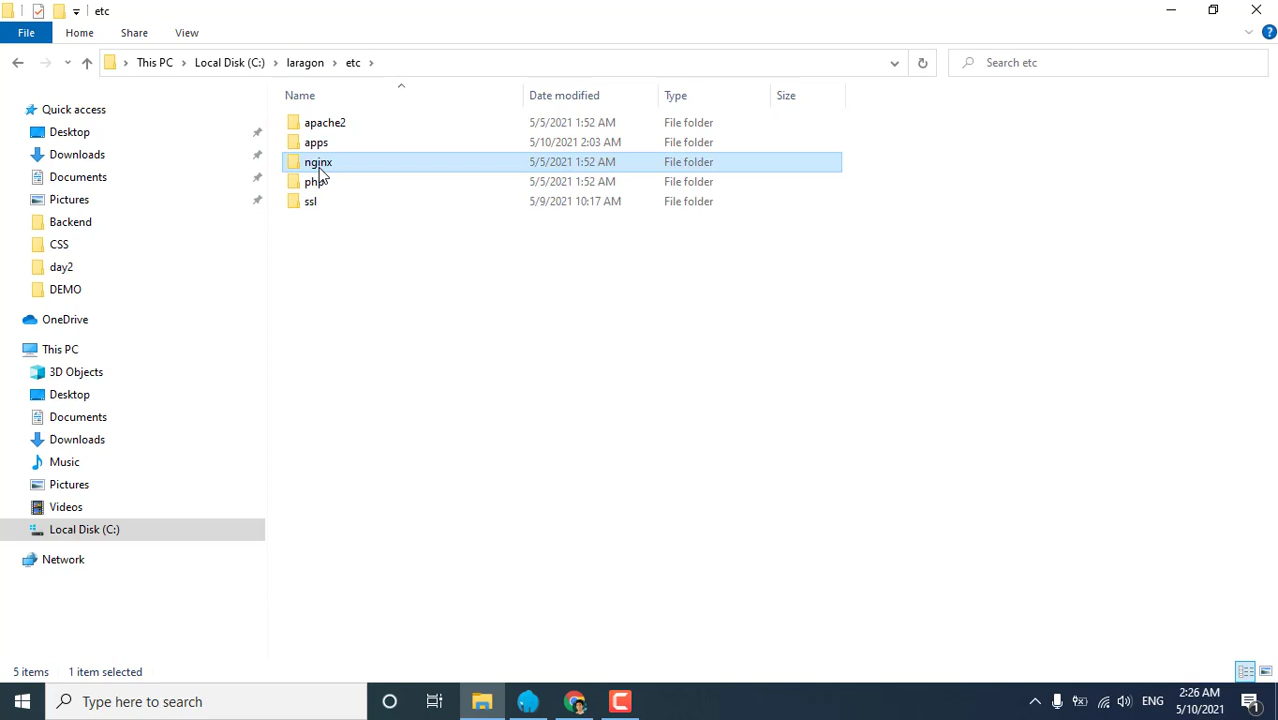 etc
File Home Share View
This PC Local Disk (C:) laragon etc Search etc
Name Date modified Type Size
Quick access
Desktop
Downloads
Documents
Pictures
Backend
CSS
day2
DEMO
OneDrive
This PC
3D Objects
Desktop
Documents
Downloads
Music
Pictures
Videos
Local Disk (C:)
Network
apache2 5/5/2021 1:52 AM File folder
apps 5/10/2021 2:03 AM File folder
nginx 5/5/2021 1:52 AM File folder
php 5/5/2021 1:52 AM File folder
ssl 5/9/2021 10:17 AM File folder
5 items 1 item selected
Type here to search
ENG
2:26 AM
5/10/2021
1